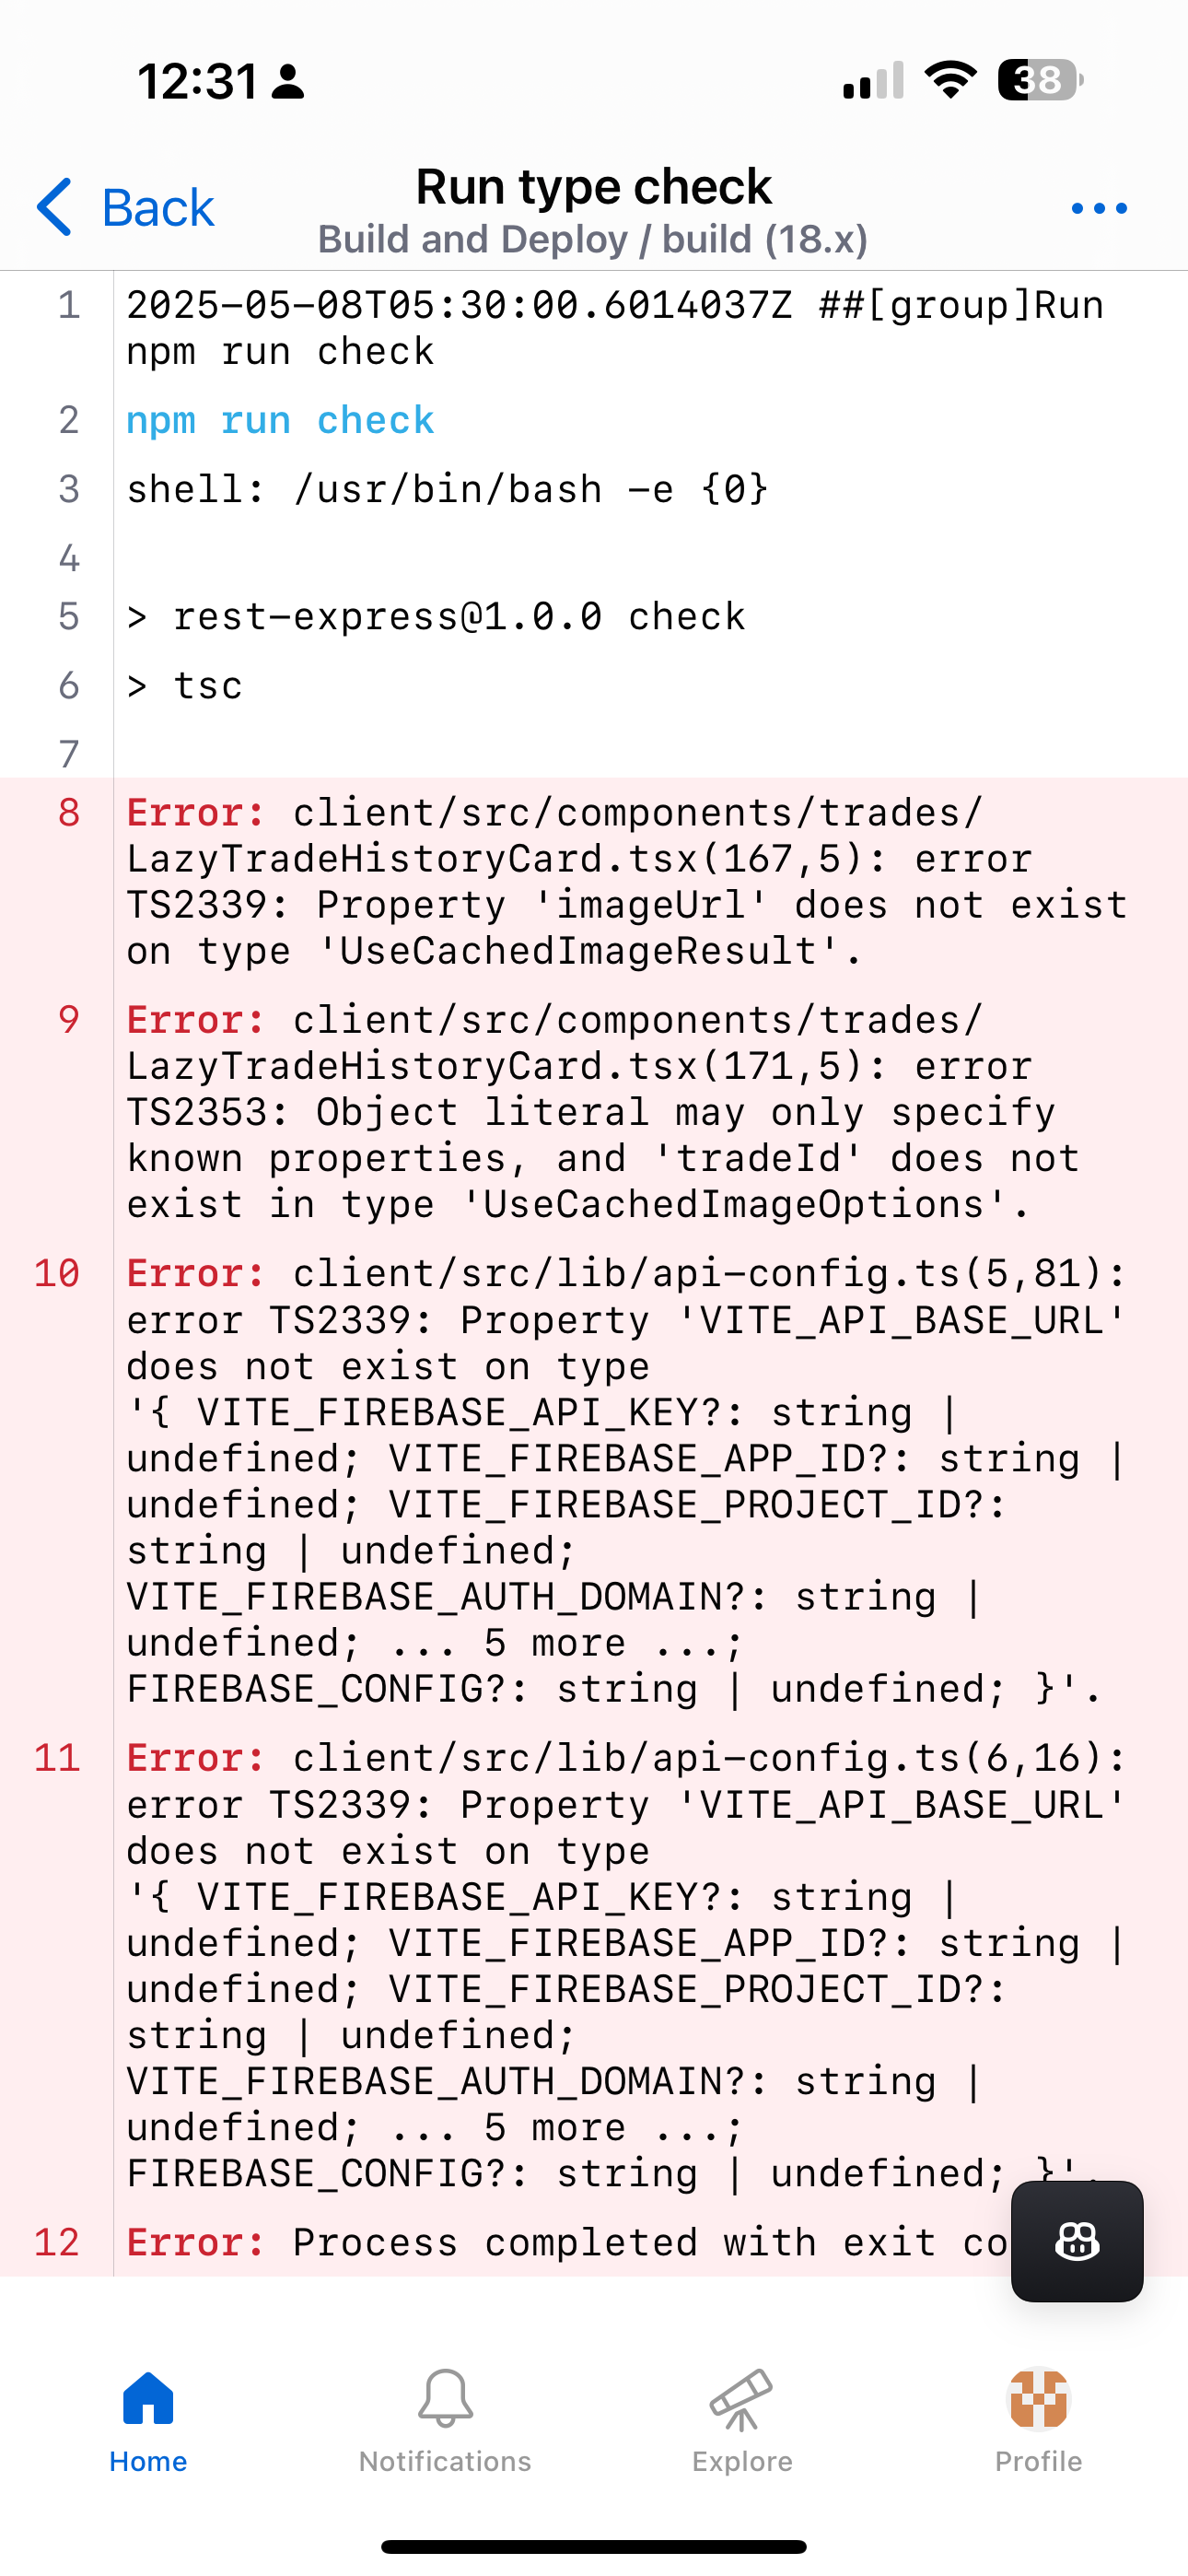 12:31
38
Back
Run type check
Build and Deploy / build (18.x)
1 2025-05-08T05:30:00.6014037Z ##[group]Run
npm run check
2 npm run check
3 shell: /usr/bin/bash -e {0}
4
5 > rest-express@1.0.0 check
6 > tsc
7
8 Error: client/src/components/trades/
LazyTradeHistoryCard.tsx(167,5): error
TS2339: Property 'imageUrl' does not exist
on type 'UseCachedImageResult'.
9 Error: client/src/components/trades/
LazyTradeHistoryCard.tsx(171,5): error
TS2353: Object literal may only specify
known properties, and 'tradeId' does not
exist in type 'UseCachedImageOptions'.
10 Error: client/src/lib/api-config.ts(5,81):
error TS2339: Property 'VITE_API_BASE_URL'
does not exist on type
'{ VITE_FIREBASE_API_KEY?: string |
undefined; VITE_FIREBASE_APP_ID?: string |
undefined; VITE_FIREBASE_PROJECT_ID?:
string | undefined;
VITE_FIREBASE_AUTH_DOMAIN?: string |
undefined; ... 5 more ...;
FIREBASE_CONFIG?: string | undefined; }'.
11 Error: client/src/lib/api-config.ts(6,16):
error TS2339: Property 'VITE_API_BASE_URL'
does not exist on type
'{ VITE_FIREBASE_API_KEY?: string |
undefined; VITE_FIREBASE_APP_ID?: string |
undefined; VITE_FIREBASE_PROJECT_ID?:
string | undefined;
VITE_FIREBASE_AUTH_DOMAIN?: string |
undefined; ... 5 more ...;
FIREBASE_CONFIG?: string | undefined; }'.
12 Error: Process completed with exit co
Home
Notifications
Explore
Profile